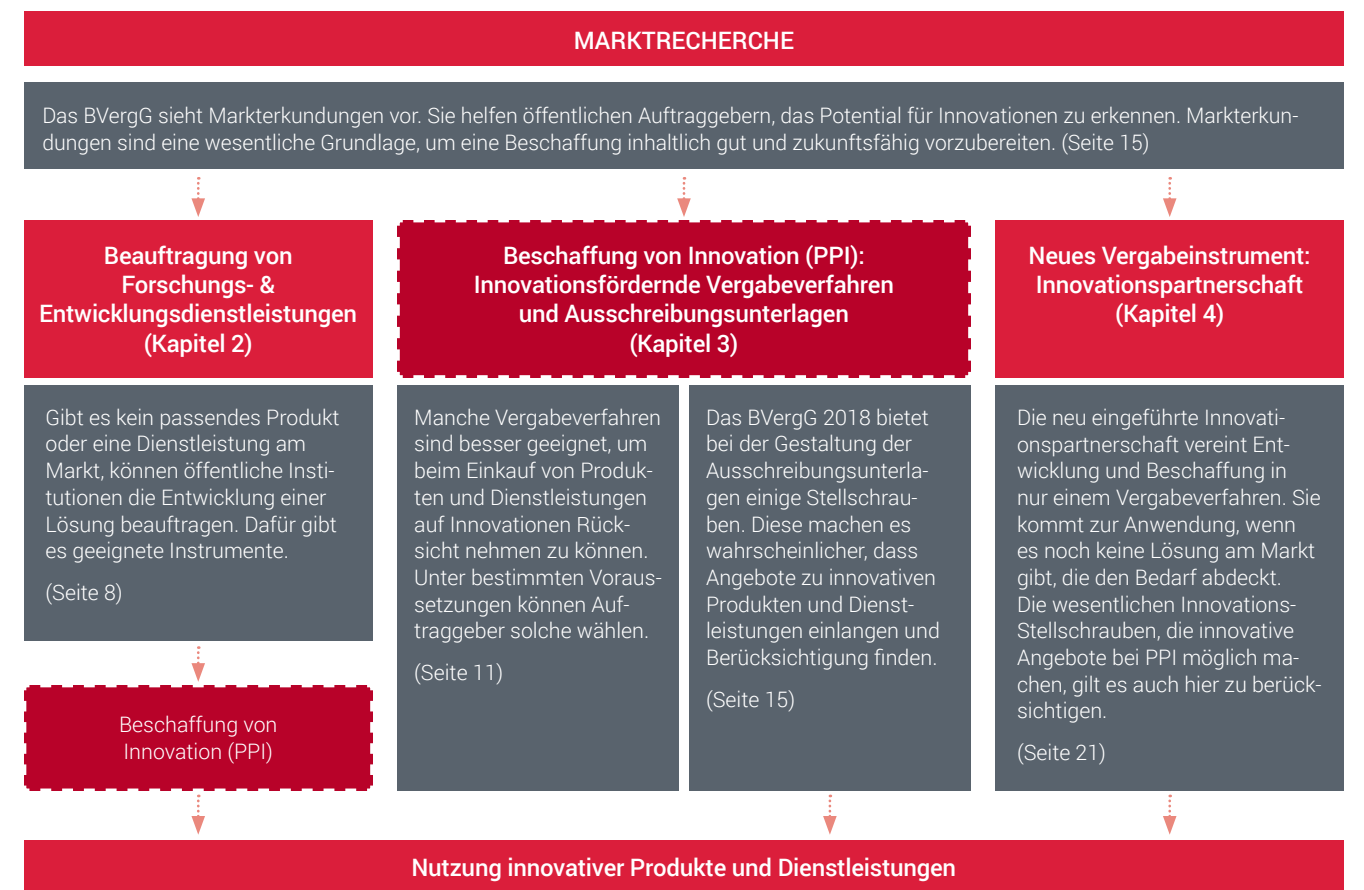 MARKTRECHERCHE
Das BVergG sieht Markterkundungen vor. Sie helfen öffentlichen Auftraggebern, das Potential für Innovationen zu erkennen. Markterkun-
dungen sind eine wesentliche Grundlage, um eine Beschaffung inhaltlich gut und zukunftsfähig vorzubereiten. (Seite 15)
Beauftragung von
Forschungs- &
Entwicklungsdienstleistungen
(Kapitel 2)
Gibt es kein passendes Produkt
oder eine Dienstleistung am
Markt, können öffentliche Insti-
tutionen die Entwicklung einer
Lösung beauftragen. Dafür gibt
es geeignete Instrumente.
(Seite 8)
Beschaffung von
Innovation (PPI)
Beschaffung von Innovation (PPI):
Innovationsfördernde Vergabeverfahren
und Ausschreibungsunterlagen
(Kapitel 3)
Manche Vergabeverfahren
sind besser geeignet, um
beim Einkauf von Produk-
ten und Dienstleistungen
auf Innovationen Rück-
sicht nehmen zu können.
Unter bestimmten Voraus-
setzungen können Auf-
traggeber solche wählen.
(Seite 11)
Das BVergG 2018 bietet
bei der Gestaltung der
Ausschreibungsunterla-
gen einige Stellschrau-
ben. Diese machen es
wahrscheinlicher, dass
Angebote zu innovativen
Produkten und Dienst-
leistungen einlangen und
Berücksichtigung finden.
(Seite 15)
Neues Vergabeinstrument:
Innovationspartnerschaft
(Kapitel 4)
Die neu eingeführte Innovati-
onspartnerschaft vereint Ent-
wicklung und Beschaffung in
nur einem Vergabeverfahren. Sie
kommt zur Anwendung, wenn
es noch keine Lösung am Markt
gibt, die den Bedarf abdeckt.
Die wesentlichen Innovations-
Stellschrauben, die innovative
Angebote bei PPI möglich ma-
chen, gilt es auch hier zu berück-
sichtigen.
(Seite 21)
Nutzung innovativer Produkte und Dienstleistungen